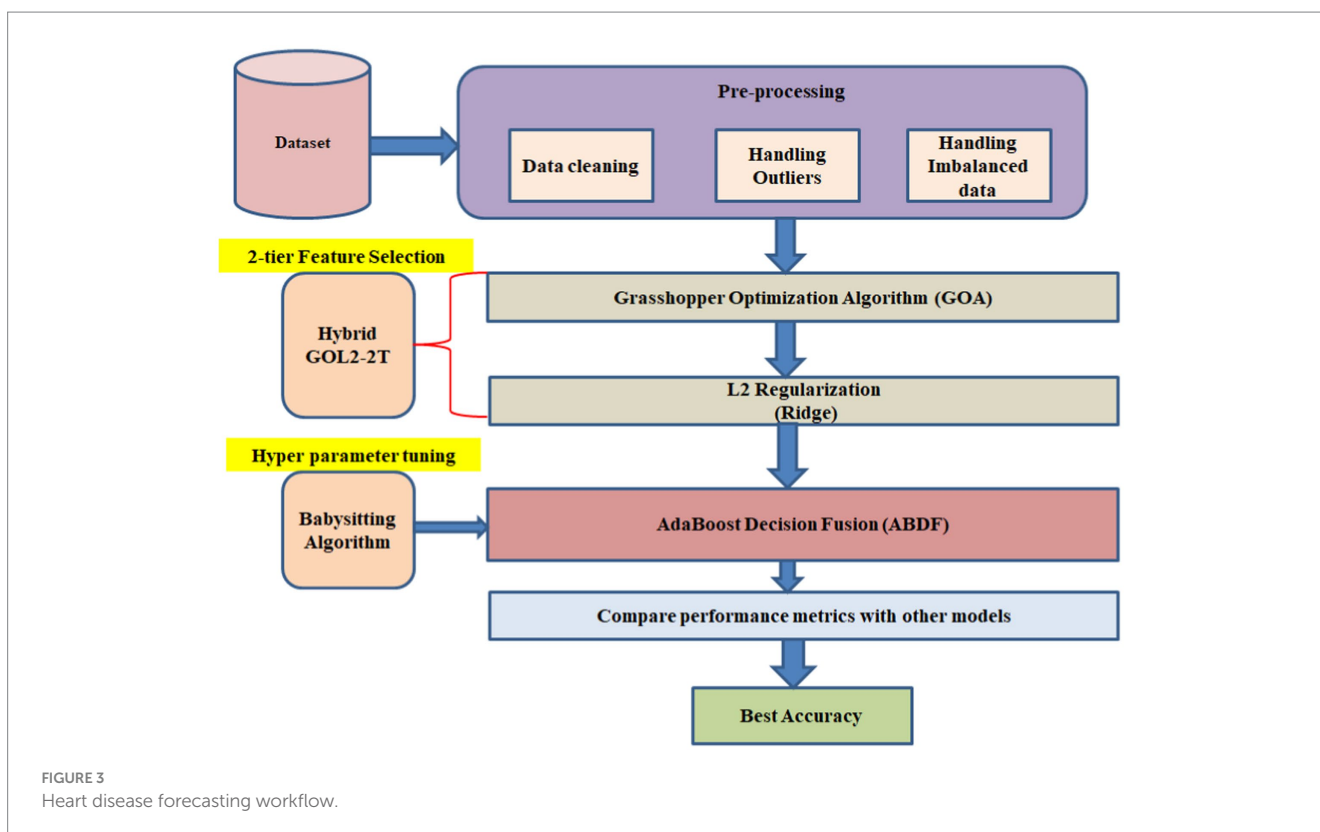 Dataset
Pre-processing
Data cleaning
Handling
Outliers
Handling
Imbalanced
data
2-tier Feature Selection
Hybrid
GOL2-2T
Grasshopper Optimization Algorithm (GOA)
L2 Regularization
(Ridge)
Hyper parameter tuning
Babysitting
Algorithm
AdaBoost Decision Fusion (ABDF)
Compare performance metrics with other models
Best Accuracy
FIGURE 3
Heart disease forecasting workflow.